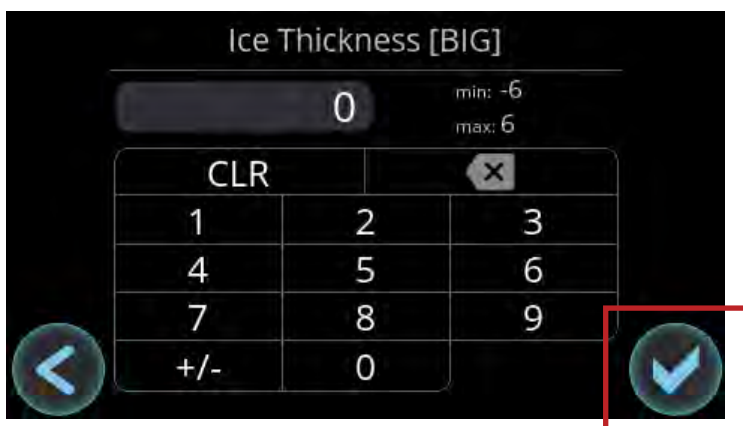 Ice Thickness [BIG]
0
min: -6
max: 6
CLR
1 2 3
4 5 6
7 8 9
+/- 0